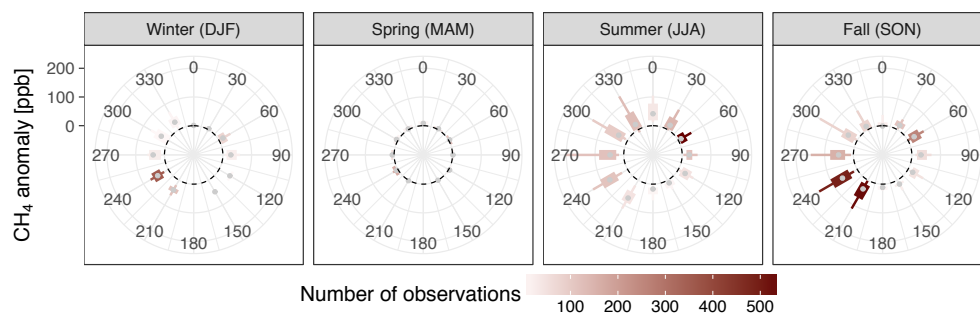 Winter (DJF) Spring (MAM) Summer (JJA) Fall (SON)
CH4 anomaly [ppb]
200
100
0
0 30 60 90 120 150 180 210 240 270 300 330
0 30 60 90 120 150 180 210 240 270 300 330
0 30 60 90 120 150 180 210 240 270 300 330
0 30 60 90 120 150 180 210 240 270 300 330
Number of observations
100 200 300 400 500